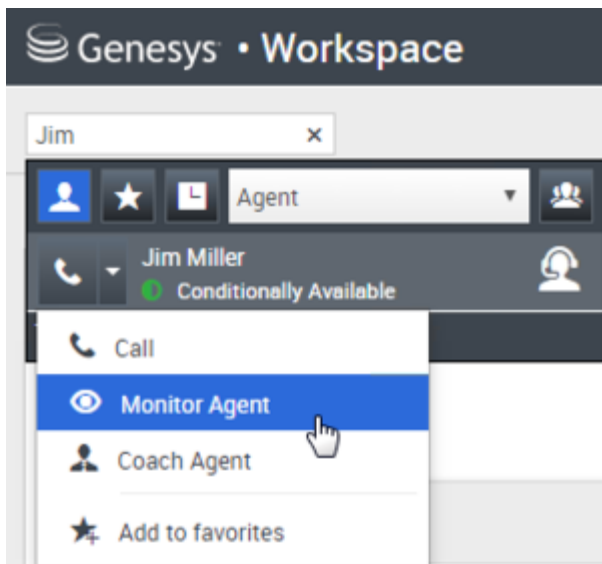 Genesys • Workspace
Jim
Agent
Jim Miller
Conditionally Available
Call
Monitor Agent
Coach Agent
Add to favorites